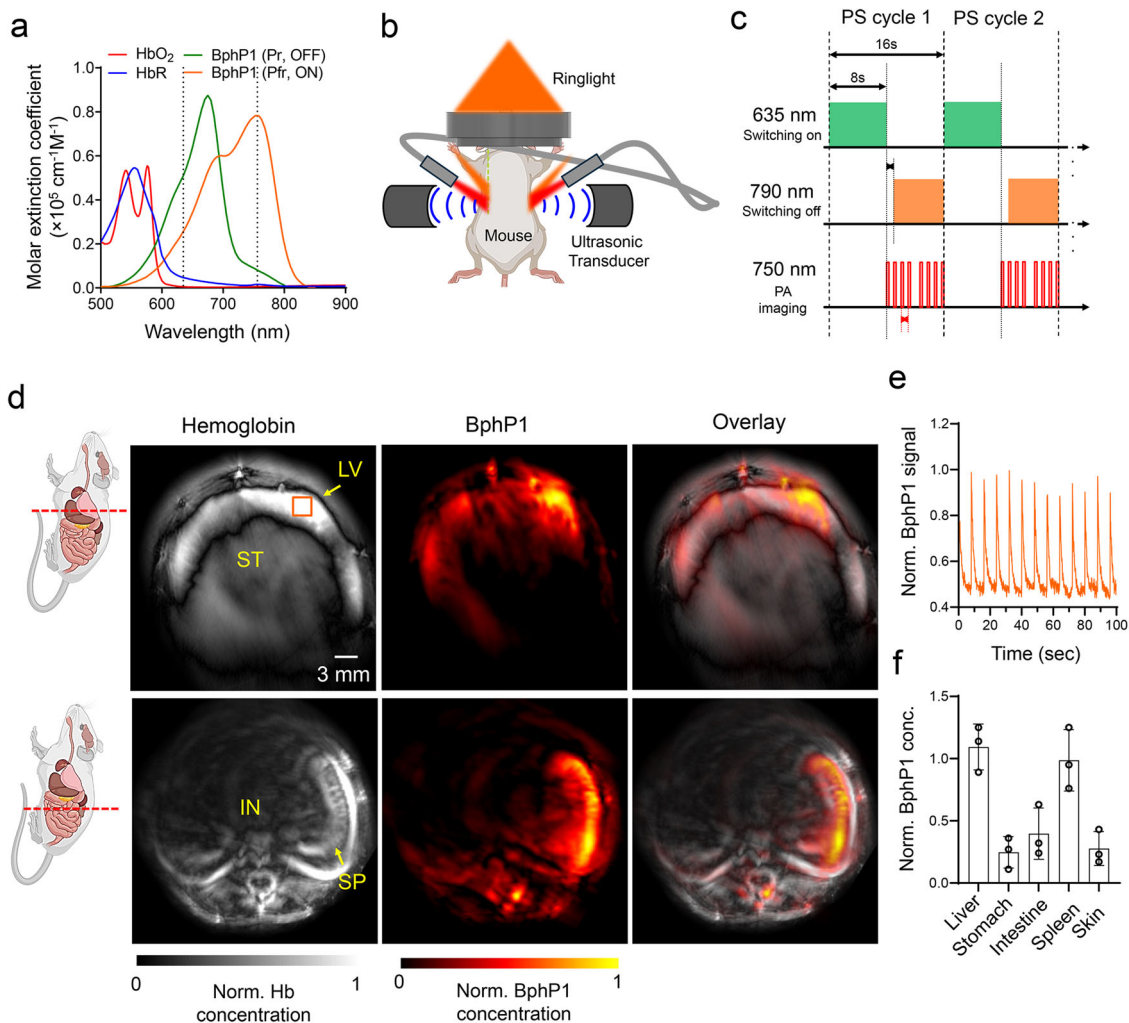 a
HbO2
HbR
BphP1 (Pr, OFF)
BphP1 (Pfr, ON)
Molar extinction coefficient
(×10⁵ cm⁻¹M⁻¹)
1.0
0.8
0.6
0.4
0.2
0.0
500 600 700 800 900
Wavelength (nm)
b
Ringlight
Mouse
Ultrasonic
Transducer
c
PS cycle 1 PS cycle 2
16s
8s
635 nm
Switching on
790 nm
Switching off
750 nm
PA
imaging
d
Hemoglobin BphP1 Overlay
LV
ST
3 mm
IN
SP
0 1
Norm. Hb
concentration
0 1
Norm. BphP1
concentration
e
Norm. BphP1 signal
1.2
1.0
0.8
0.6
0.4
0 20 40 60 80 100
Time (sec)
f
Norm. BphP1 conc.
1.5
1.0
0.5
0.0
Liver
Stomach
Intestine
Spleen
Skin